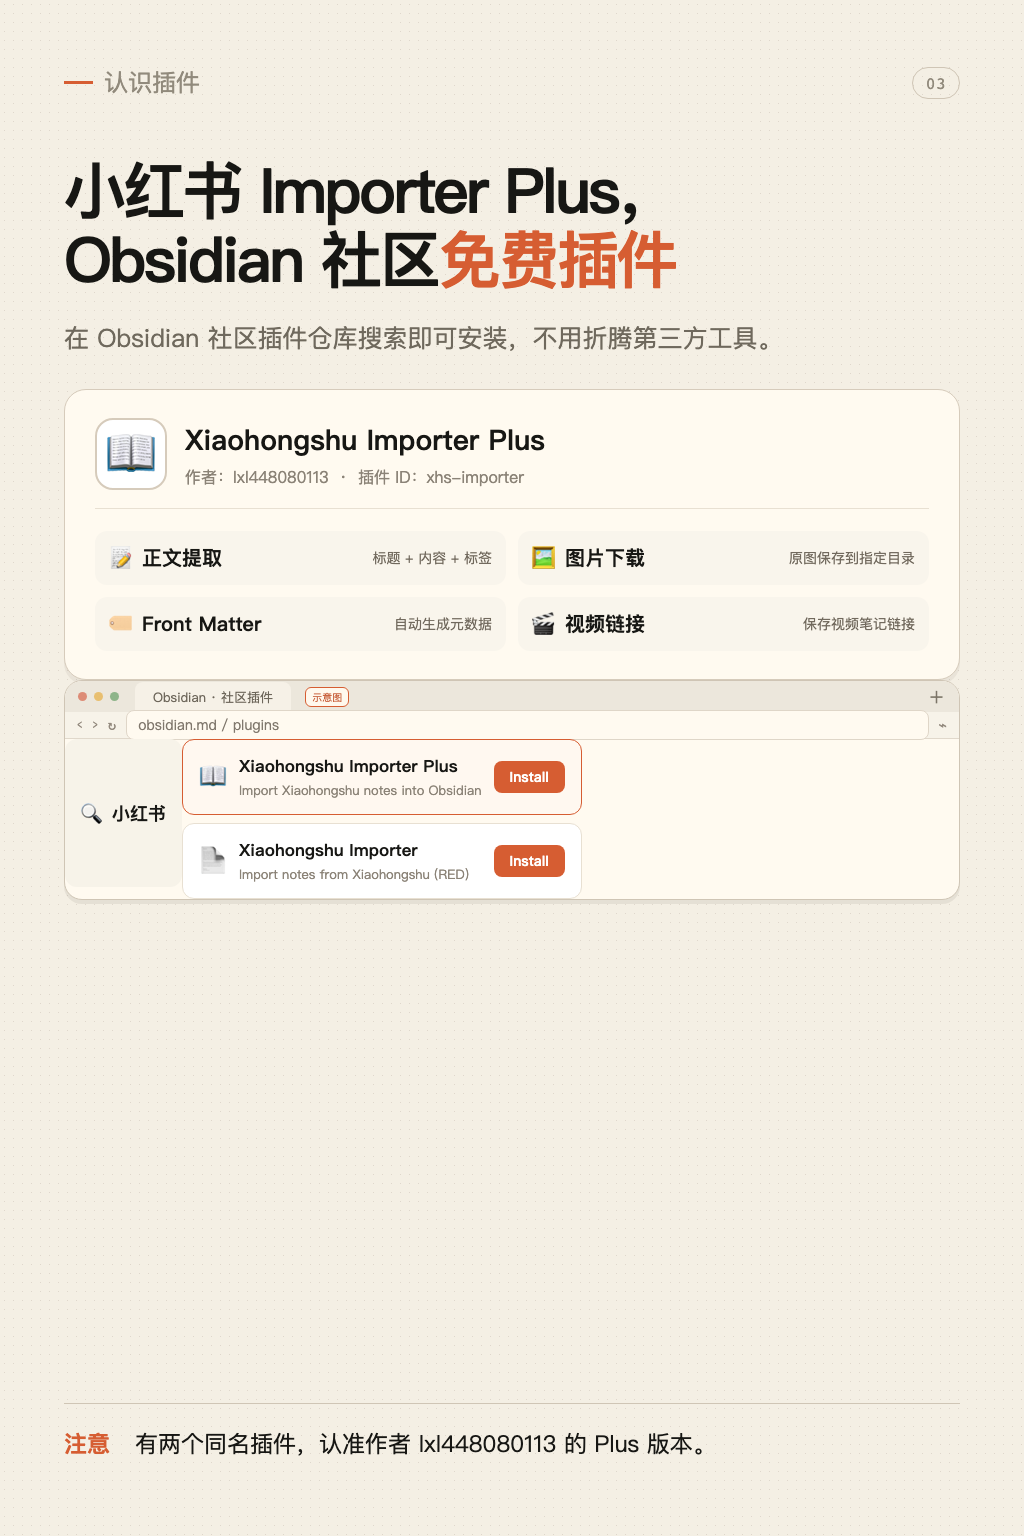 认识插件
03
小红书 Importer Plus,
Obsidian 社区免费插件
在 Obsidian 社区插件仓库搜索即可安装，不用折腾第三方工具。
Xiaohongshu Importer Plus
作者：lxl448080113 · 插件 ID：xhs-importer
正文提取 标题 + 内容 + 标签
图片下载 原图保存到指定目录
Front Matter 自动生成元数据
视频链接 保存视频笔记链接
Obsidian · 社区插件 示意图 +
obsidian.md / plugins
小红书
Xiaohongshu Importer Plus
Import Xiaohongshu notes into Obsidian
Install
Xiaohongshu Importer
Import notes from Xiaohongshu (RED)
Install
注意 有两个同名插件，认准作者 lxl448080113 的 Plus 版本。